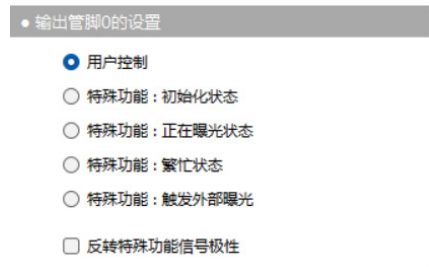 ● 输出管脚0的设置
用户控制
特殊功能：初始化状态
特殊功能：正在曝光状态
特殊功能：繁忙状态
特殊功能：触发外部曝光
反转特殊功能信号极性